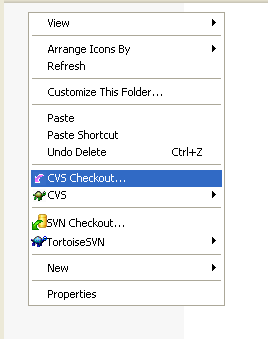 View
Arrange Icons By
Refresh
Customize This Folder...
Paste
Paste Shortcut
Undo Delete Ctrl+Z
CVS Checkout...
CVS
SVN Checkout...
TortoiseSVN
New
Properties